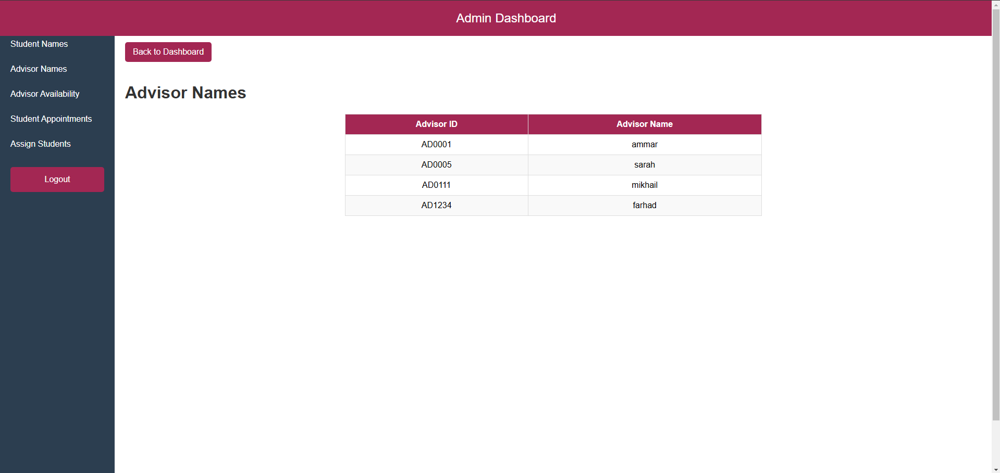 Admin Dashboard
Student Names
Advisor Names
Advisor Availability
Student Appointments
Assign Students
Logout
Back to Dashboard
Advisor Names
Advisor ID Advisor Name
AD0001 ammar
AD0005 sarah
AD0111 mikhail
AD1234 farhad